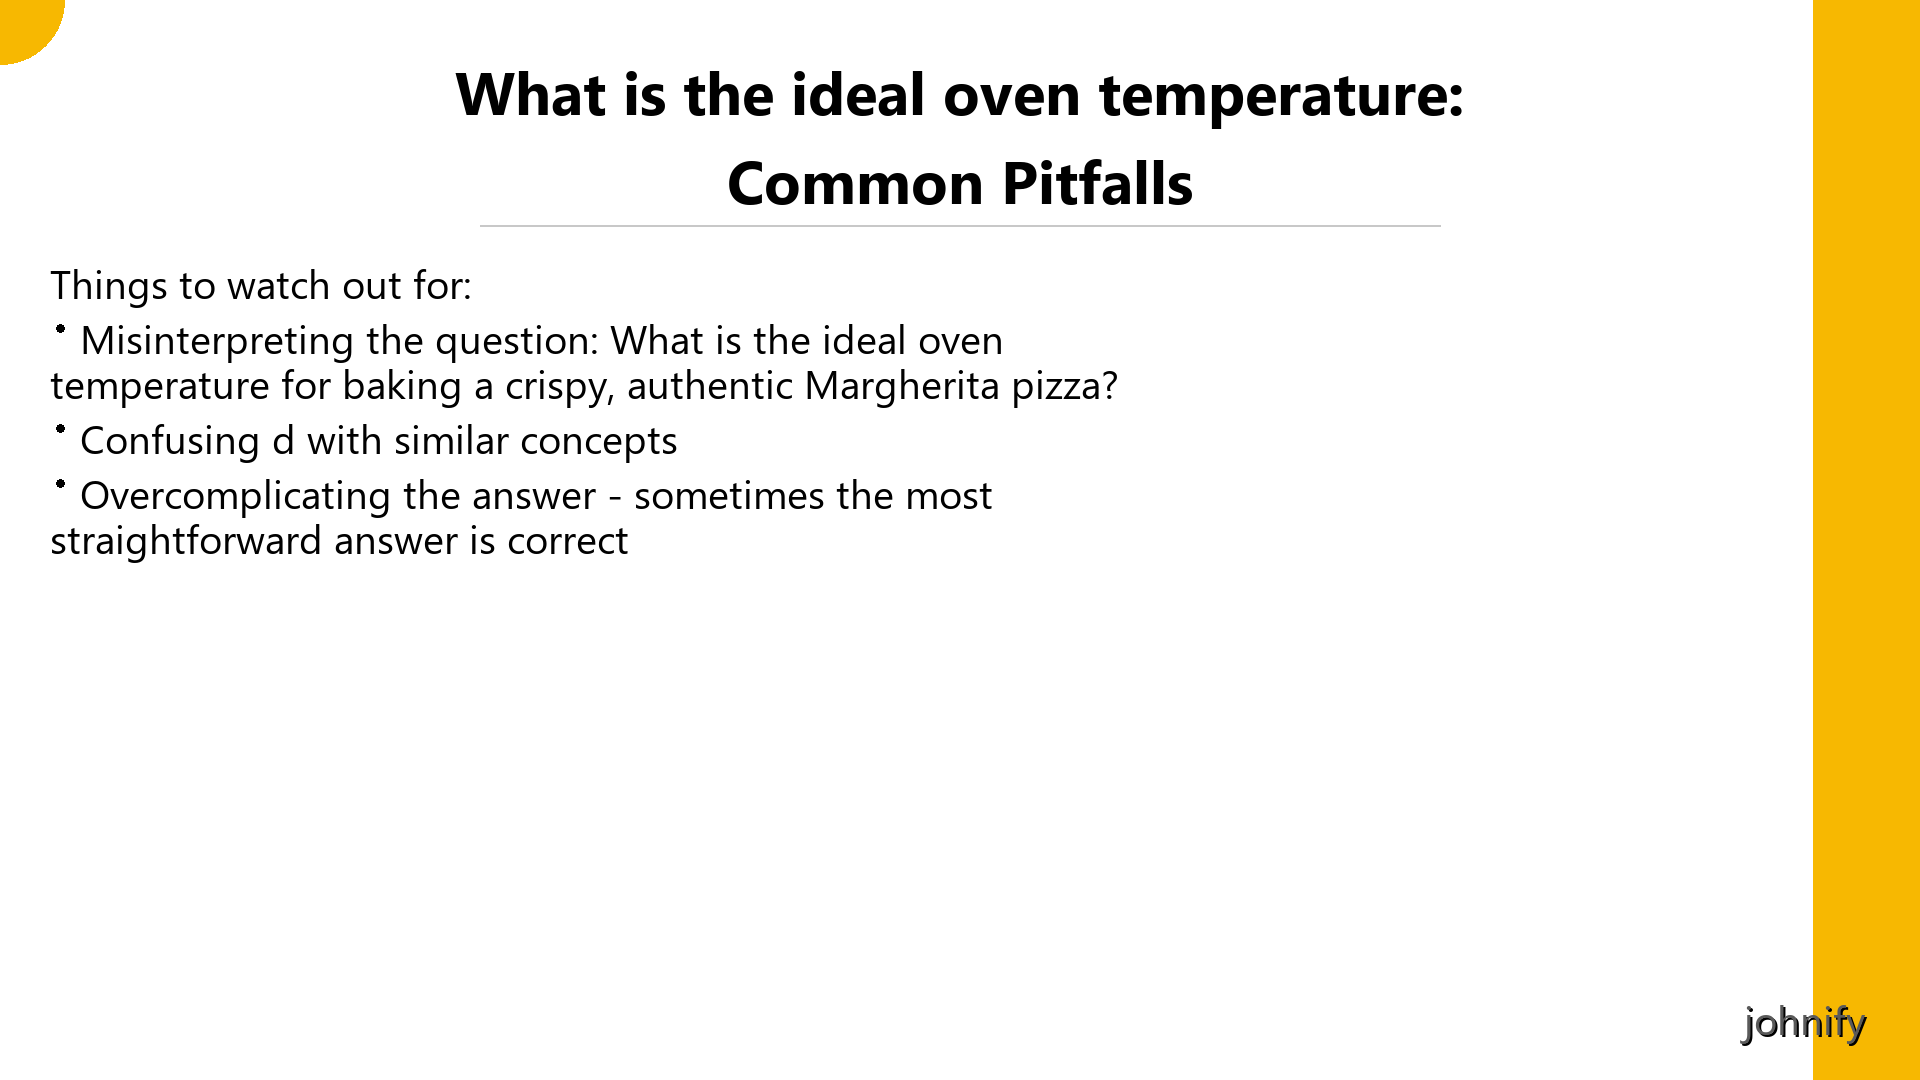 What is the ideal oven temperature:
Common Pitfalls
Things to watch out for:
• Misinterpreting the question: What is the ideal oven
temperature for baking a crispy, authentic Margherita pizza?
• Confusing d with similar concepts
• Overcomplicating the answer - sometimes the most
straightforward answer is correct
johnify